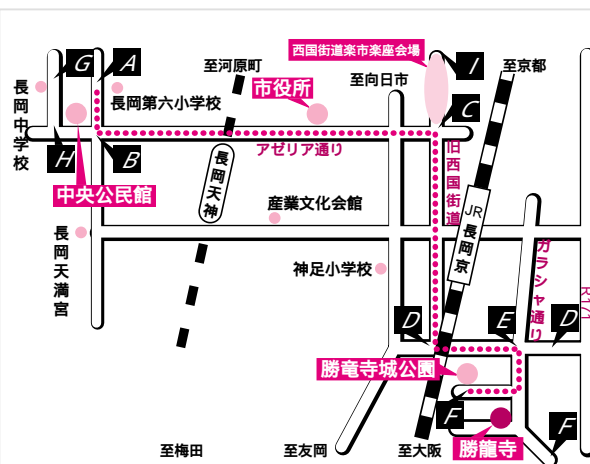 西国街道楽市楽座会場
G
A
I
至河原町
至京都
市役所
至向日市
長岡中学校
長岡第六小学校
C
H
B
アゼリア通り
旧西国街道
中央公民館
長岡天神
産業文化会館
JR長岡京
長岡天満宮
ガラシャ通り
神足小学校
R171
D
E
D
勝竜寺城公園
F
F
勝龍寺
至梅田
至友岡
至大阪